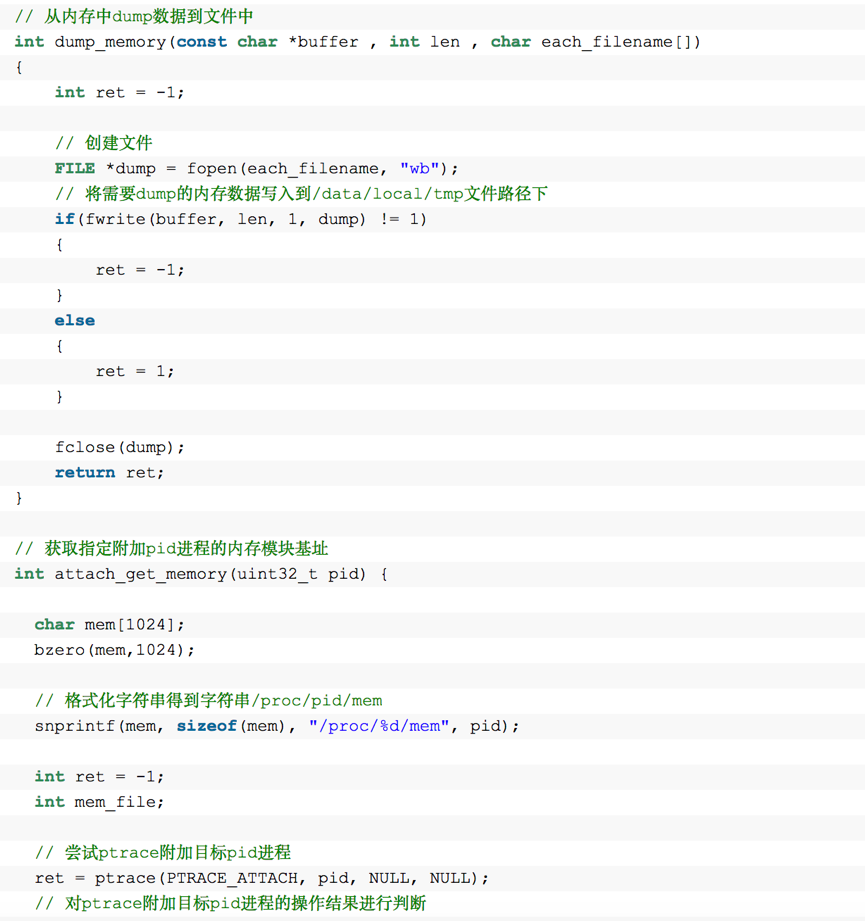 // 从内存中dump数据到文件中
int dump_memory(const char *buffer , int len , char each_filename[])
{
    int ret = -1;

    // 创建文件
    FILE *dump = fopen(each_filename, "wb");
    // 将需要dump的内存数据写入到/data/local/tmp文件路径下
    if(fwrite(buffer, len, 1, dump) != 1)
    {
        ret = -1;
    }
    else
    {
        ret = 1;
    }

    fclose(dump);
    return ret;
}

// 获取指定附加pid进程的内存模块基址
int attach_get_memory(uint32_t pid) {

  char mem[1024];
  bzero(mem,1024);

  // 格式化字符串得到字符串/proc/pid/mem
  snprintf(mem, sizeof(mem), "/proc/%d/mem", pid);

  int ret = -1;
  int mem_file;

  // 尝试ptrace附加目标pid进程
  ret = ptrace(PTRACE_ATTACH, pid, NULL, NULL);
  // 对ptrace附加目标pid进程的操作结果进行判断